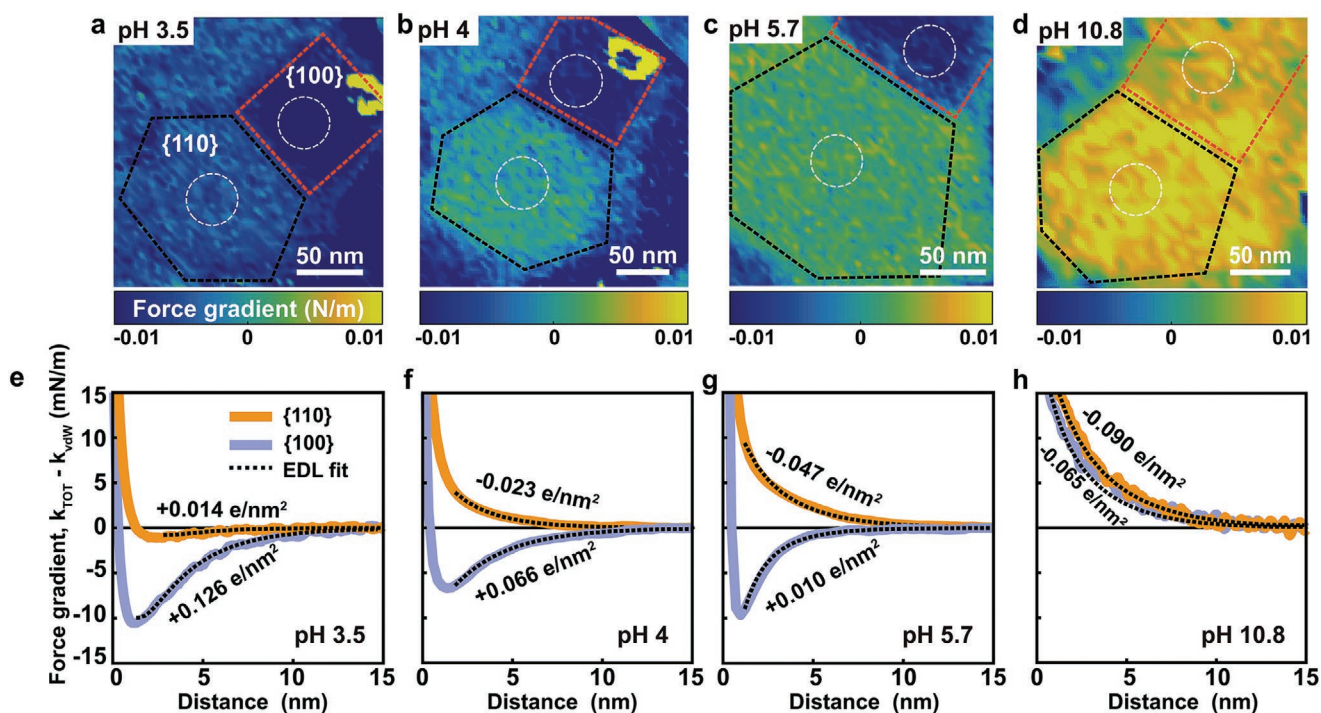 a
pH 3.5
{100}
{110}
50 nm
Force gradient (N/m)
-0.01
0
0.01
b
pH 4
50 nm
-0.01
0
0.01
c
pH 5.7
50 nm
-0.01
0
0.01
d
pH 10.8
50 nm
-0.01
0
0.01
e
Force gradient, k_TOT - k_vdW (mN/m)
15
10
5
0
-5
-10
-15
{110}
{100}
EDL fit
+0.014 e/nm²
+0.126 e/nm²
pH 3.5
0
5
10
15
Distance (nm)
f
-0.023 e/nm²
+0.066 e/nm²
pH 4
0
5
10
15
Distance (nm)
g
-0.047 e/nm²
+0.010 e/nm²
pH 5.7
0
5
10
15
Distance (nm)
h
-0.090 e/nm²
-0.065 e/nm²
pH 10.8
0
5
10
15
Distance (nm)